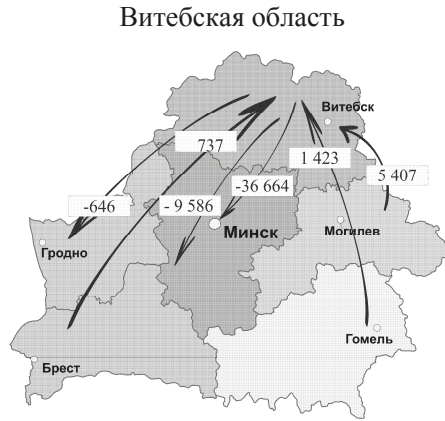 Витебская область
Витебск
737
1 423
5 407
-36 664
-646
- 9 586
Минск
Могилев
Гродно
Гомель
Брест